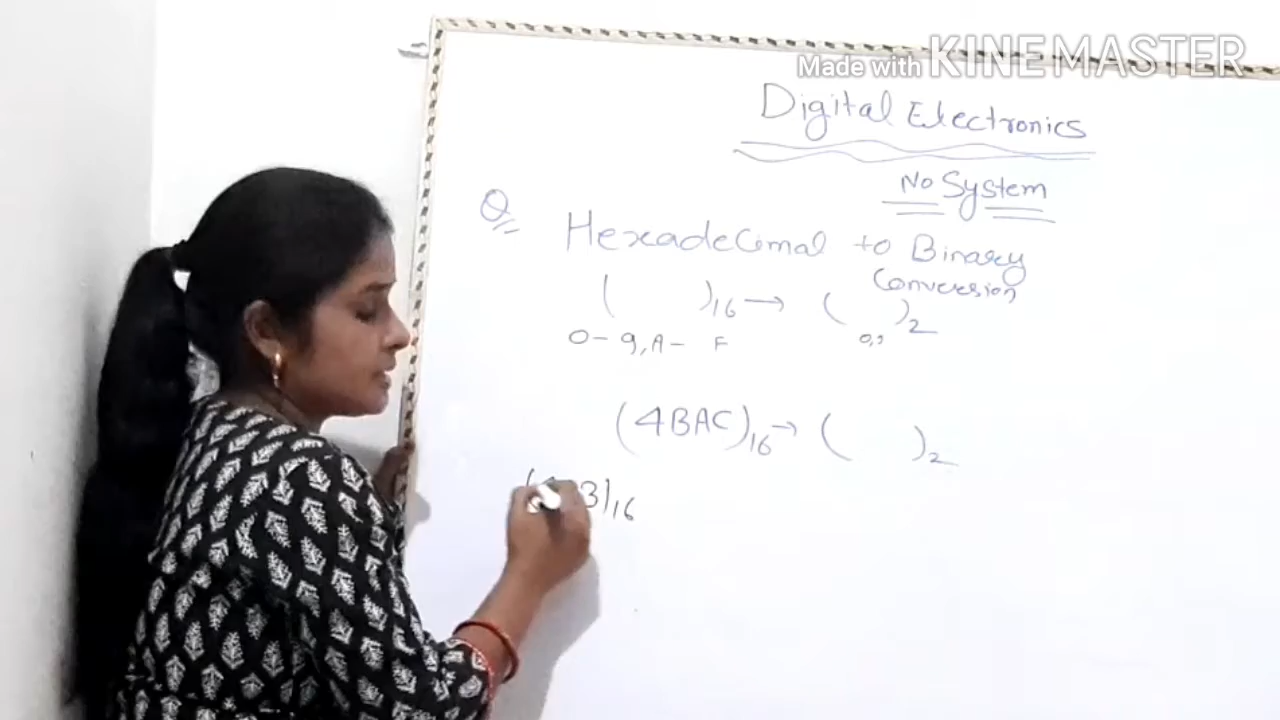 Made with KINEMASTER
Digital Electronics
No System
Q
Hexadecimal to Binary
Conversion
( )16 → ( )2
0-9, A- F 0,
(4BAC)16 → ( )2
3)16